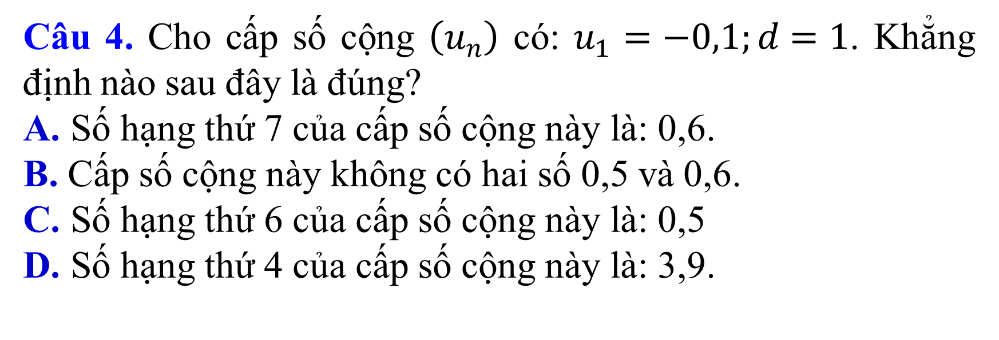 Câu 4. Cho cấp số cộng (uₙ) có: u₁ = −0,1; d = 1. Khẳng
định nào sau đây là đúng?
A. Số hạng thứ 7 của cấp số cộng này là: 0,6.
B. Cấp số cộng này không có hai số 0,5 và 0,6.
C. Số hạng thứ 6 của cấp số cộng này là: 0,5
D. Số hạng thứ 4 của cấp số cộng này là: 3,9.